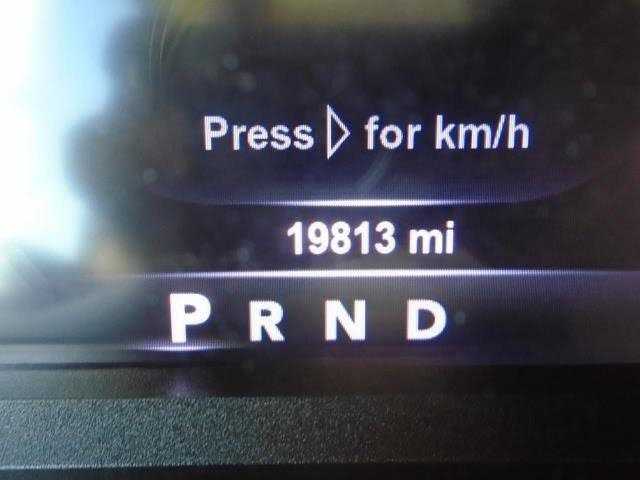 Press ▷ for km/h
19813 mi
P R N D